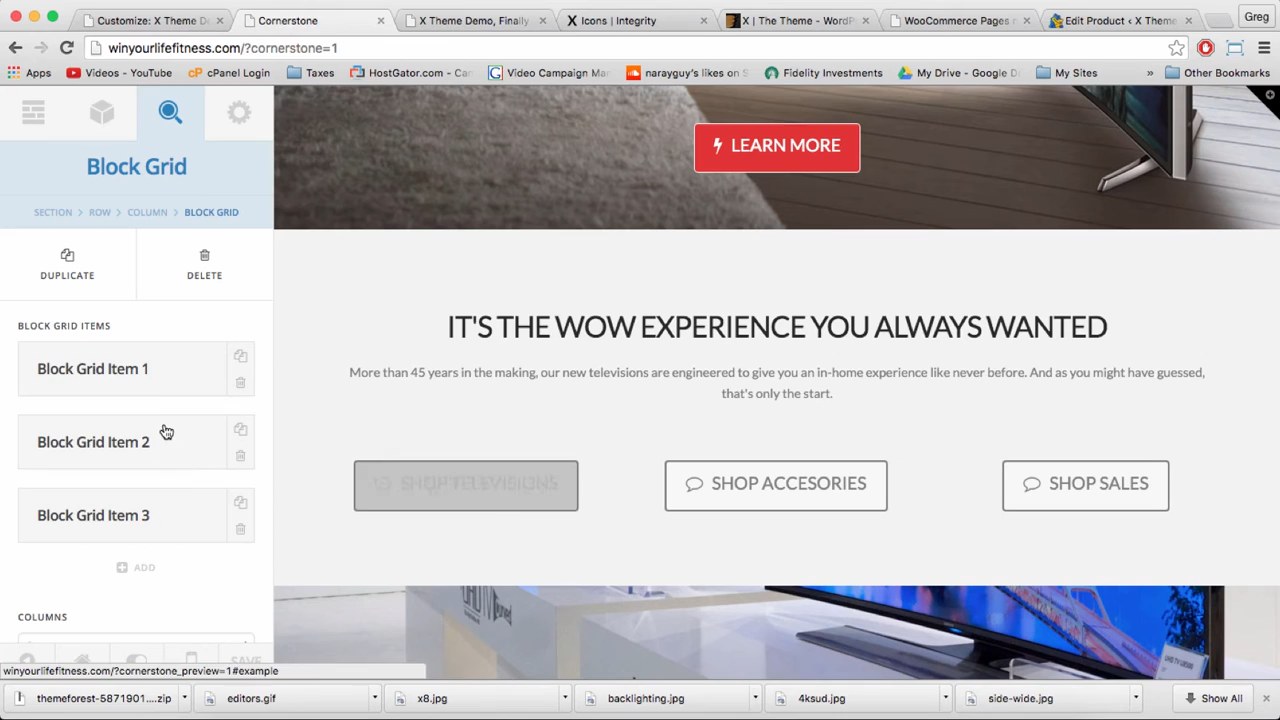 Customize: X Theme D
Cornerstone
X Theme Demo, Finally
Icons | Integrity
X | The Theme - WordP
WooCommerce Pages n
Edit Product ‹ X Theme
Greg
winyourlifefitness.com/?cornerstone=1
Apps
Videos - YouTube
cPanel Login
Taxes
HostGator.com - Can
Video Campaign Ma
narayguy's likes on S
Fidelity Investments
My Drive - Google D
My Sites
»
Other Bookmarks
Block Grid
SECTION > ROW > COLUMN > BLOCK GRID
DUPLICATE
DELETE
BLOCK GRID ITEMS
Block Grid Item 1
Block Grid Item 2
Block Grid Item 3
ADD
COLUMNS
SAVE
LEARN MORE
IT'S THE WOW EXPERIENCE YOU ALWAYS WANTED
More than 45 years in the making, our new televisions are engineered to give you an in-home experience like never before. And as you might have guessed,
that's only the start.
SHOP TELEVISIONS
SHOP ACCESORIES
SHOP SALES
winyourlifefitness.com/?cornerstone_preview=1#example
themeforest-5871901....zip
editors.gif
x8.jpg
backlighting.jpg
4ksud.jpg
side-wide.jpg
Show All